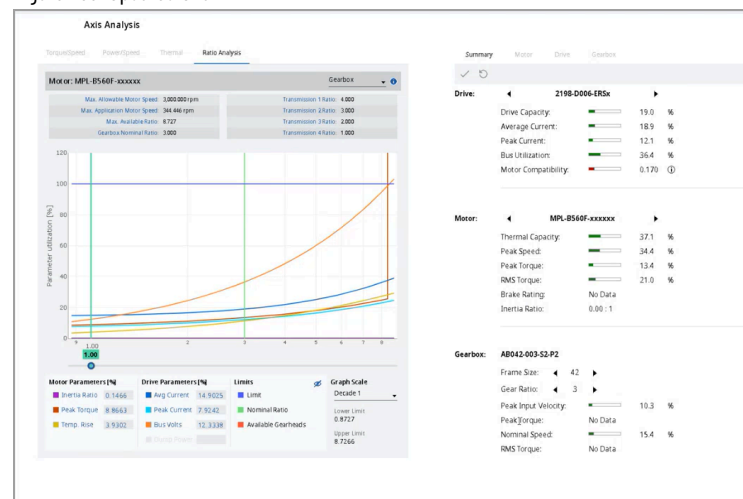 Axis Analysis
Torque/Speed Power/Speed Thermal Ratio Analysis
Motor: MPL-B560F-xxxxxx Gearbox
Max. Allowable Motor Speed: 3,000.000 rpm Transmission 1 Ratio: 4.000
Max. Application Motor Speed: 344.446 rpm Transmission 2 Ratio: 3.000
Max. Available Ratio: 8.727 Transmission 3 Ratio: 2.000
Gearbox Nominal Ratio: 3.000 Transmission 4 Ratio: 1.000
Parameter utilization [%]
120
100
80
60
40
20
0
9 1.00 2 3 4 5 6 7 8
1.00
Motor Parameters [%] Drive Parameters [%] Limits Graph Scale
Inertia Ratio 0.1466 Avg Current 14.9025 Limit Decade 1
Peak Torque 8.8663 Peak Current 7.9242 Nominal Ratio Lower Limit
0.8727
Temp. Rise 3.9302 Bus Volts 12.3338 Available Gearheads Upper Limit
8.7266
Summary Motor Drive Gearbox
Drive: 2198-D006-ERSx
Drive Capacity: 19.0 %
Average Current: 18.9 %
Peak Current: 12.1 %
Bus Utilization: 36.4 %
Motor Compatibility: 0.170
Motor: MPL-B560F-xxxxxx
Thermal Capacity: 37.1 %
Peak Speed: 34.4 %
Peak Torque: 13.4 %
RMS Torque: 21.0 %
Brake Rating: No Data
Inertia Ratio: 0.00 : 1
Gearbox: AB042-003-S2-P2
Frame Size: 42
Gear Ratio: 3
Peak Input Velocity: 10.3 %
Peak Torque: No Data
Nominal Speed: 15.4 %
RMS Torque: No Data